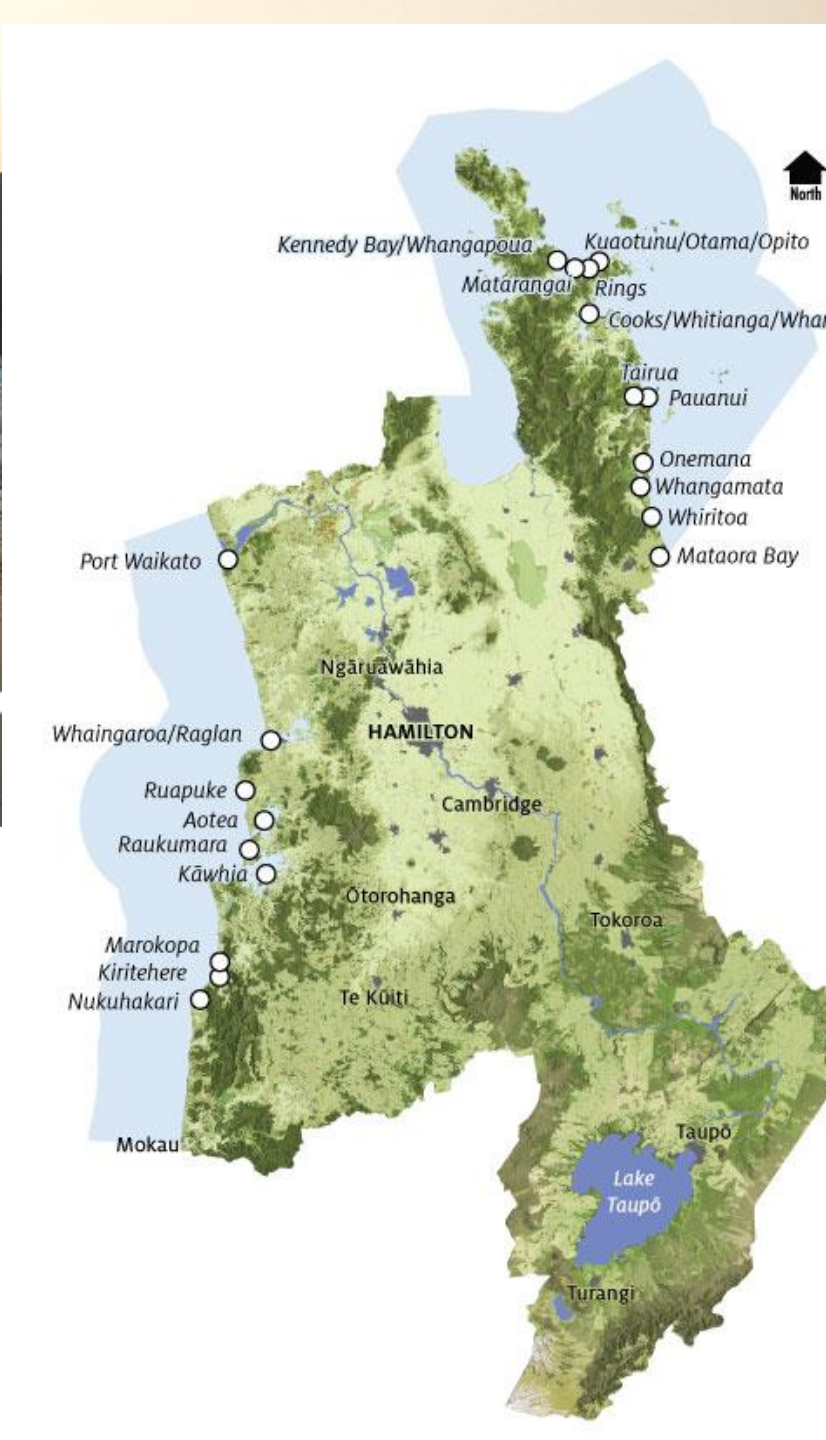 North
Kennedy Bay/Whangapoua
Kuaotunu/Otama/Opito
Matarangai
Rings
Cooks/Whitianga/Whar
Tairua
Pauanui
Onemana
Whangamata
Whiritoa
Mataora Bay
Port Waikato
Ngāruawāhia
HAMILTON
Whaingaroa/Raglan
Ruapuke
Cambridge
Aotea
Raukumara
Kāwhia
Ōtorohanga
Tokoroa
Marokopa
Kiritehere
Nukuhakari
Te Kūiti
Taupō
Mokau
Lake
Taupō
Turangi